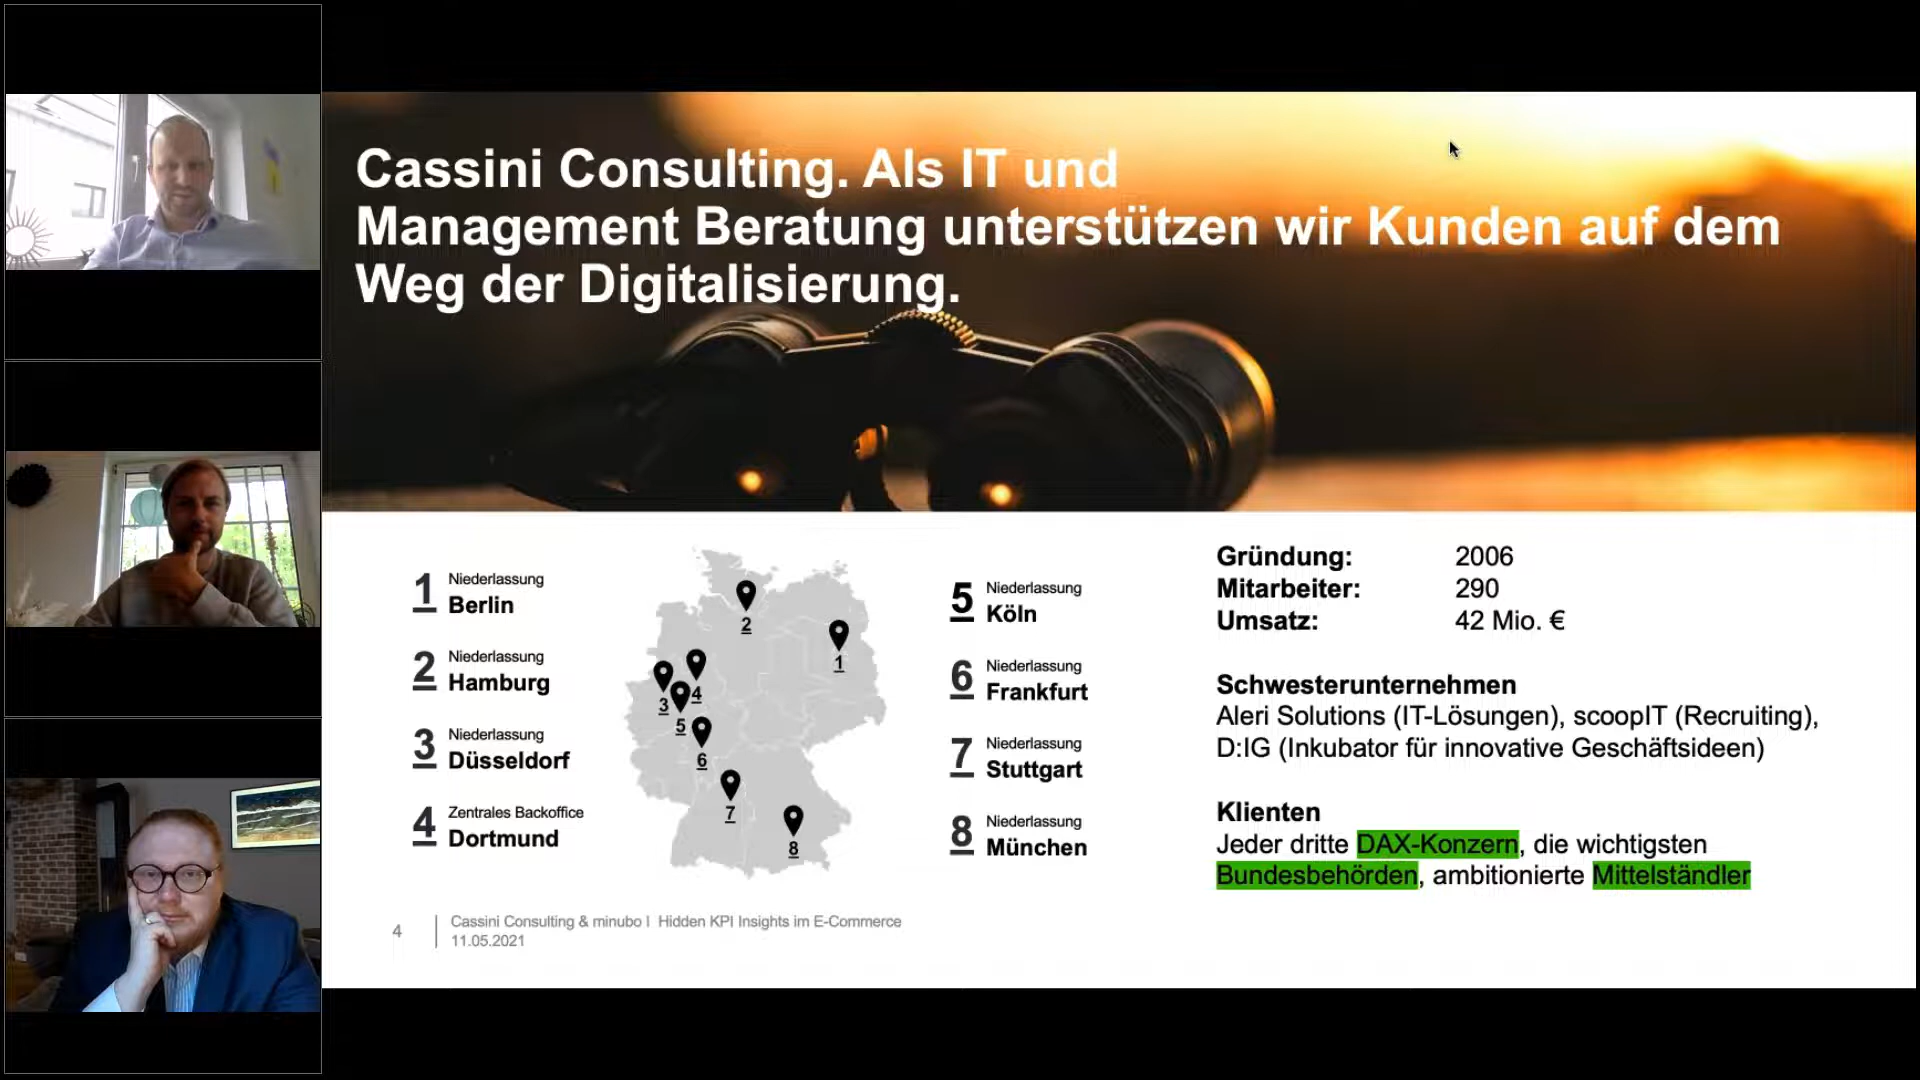 Cassini Consulting. Als IT und
Management Beratung unterstützen wir Kunden auf dem
Weg der Digitalisierung.
1 Niederlassung
Berlin
2 Niederlassung
Hamburg
3 Niederlassung
Düsseldorf
4 Zentrales Backoffice
Dortmund
2
1
4
3
5
6
7
8
5 Niederlassung
Köln
6 Niederlassung
Frankfurt
7 Niederlassung
Stuttgart
8 Niederlassung
München
Gründung: 2006
Mitarbeiter: 290
Umsatz: 42 Mio. €
Schwesterunternehmen
Aleri Solutions (IT-Lösungen), scoopIT (Recruiting),
D:IG (Inkubator für innovative Geschäftsideen)
Klienten
Jeder dritte DAX-Konzern, die wichtigsten
Bundesbehörden, ambitionierte Mittelständler
4
Cassini Consulting & minubo I Hidden KPI Insights im E-Commerce
11.05.2021